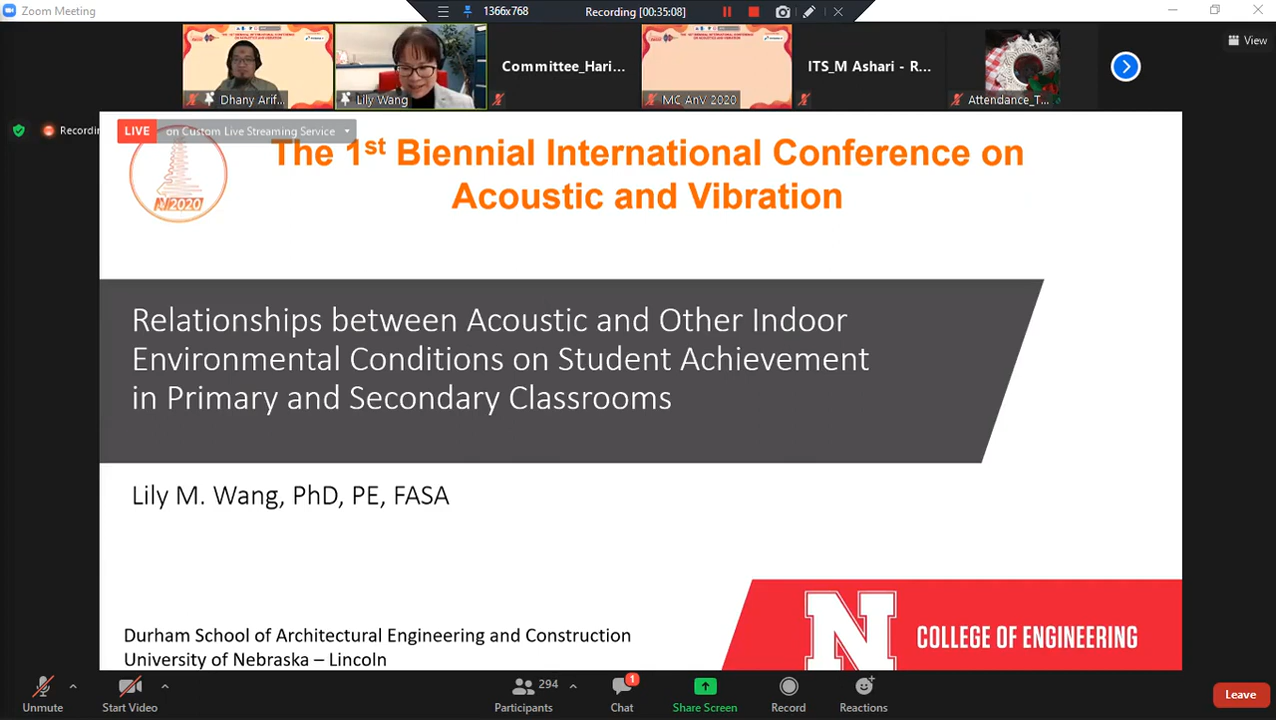 Zoom Meeting
1366x768
Recording [00:35:08]
View
Dhany Arif...
Lily Wang
Committee_Hari...
MC AnV 2020
ITS_M Ashari - R...
Attendance_T...
Recordin
LIVE
on Custom Live Streaming Service
AV2020
The 1st Biennial International Conference on
Acoustic and Vibration
Relationships between Acoustic and Other Indoor
Environmental Conditions on Student Achievement
in Primary and Secondary Classrooms
Lily M. Wang, PhD, PE, FASA
Durham School of Architectural Engineering and Construction
University of Nebraska – Lincoln
N
COLLEGE OF ENGINEERING
Unmute
Start Video
294
Participants
1
Chat
Share Screen
Record
Reactions
Leave